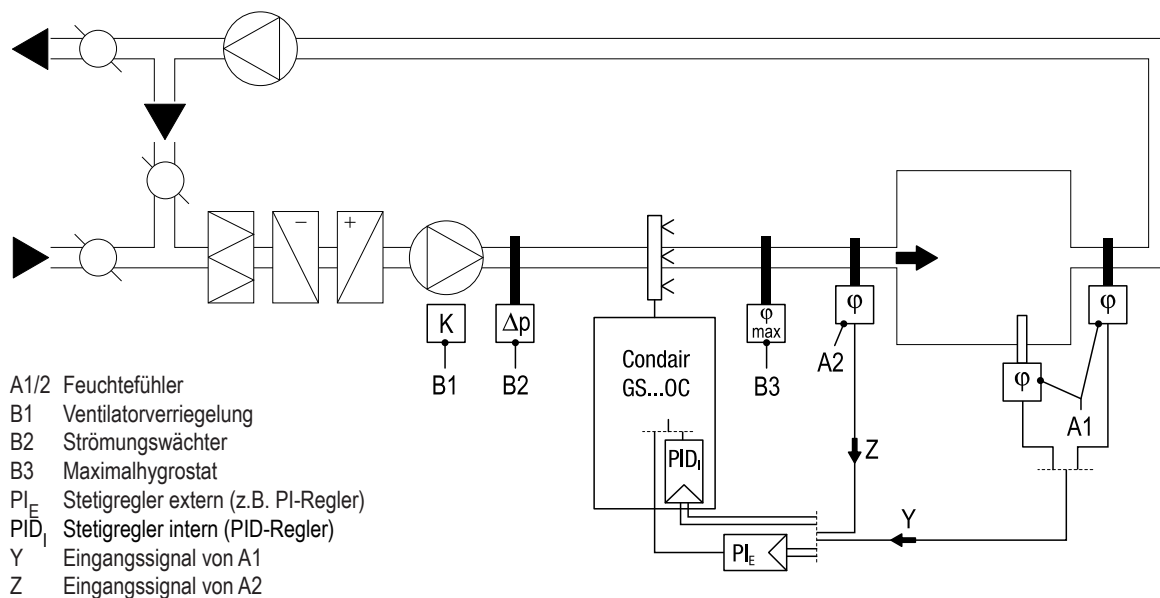 − +
K
Δp
φ
max
φ
φ
φ
B1
B2
B3
A2
A1
Condair
GS...OC
PID_I
Z
Y
PI_E
A1/2 Feuchtefühler
B1 Ventilatorverriegelung
B2 Strömungswächter
B3 Maximalhygrostat
PI_E Stetigregler extern (z.B. PI-Regler)
PID_I Stetigregler intern (PID-Regler)
Y Eingangssignal von A1
Z Eingangssignal von A2